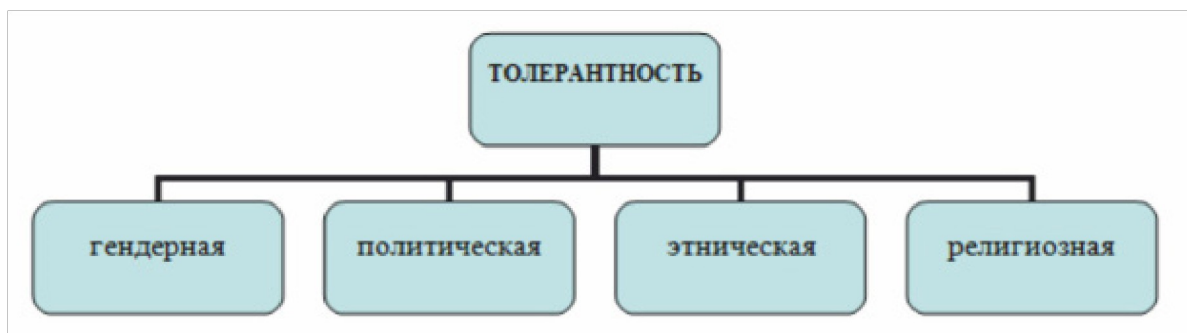 ТОЛЕРАНТНОСТЬ
гендерная
политическая
этническая
религиозная